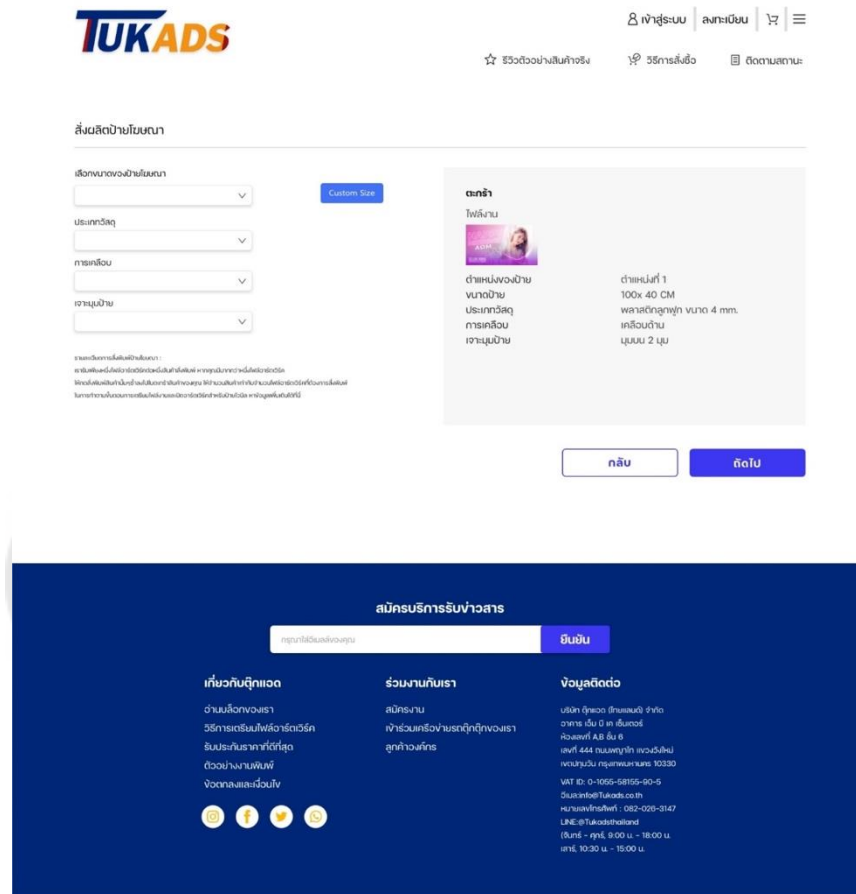 TUKADS
เข้าสู่ระบบ
ลงทะเบียน
รีวิวตัวอย่างสินค้าจริง
วิธีการสั่งซื้อ
ติดตามสถานะ
สั่งผลิตป้ายโฆษณา
เลือกขนาดของป้ายโฆษณา
Custom Size
ประเภทวัสดุ
การเคลือบ
เจาะมุมป้าย
รายละเอียดการสั่งพิมพ์ป้ายโฆษณา :
ตะกร้า
ไฟล์งาน
ตำแหน่งของป้าย ตำแหน่งที่ 1
ขนาดป้าย 100x 40 CM
ประเภทวัสดุ พลาสติกลูกฟูก ขนาด 4 mm.
การเคลือบ เคลือบด้าน
เจาะมุมป้าย มุมบน 2 มุม
กลับ
ถัดไป
สมัครบริการรับข่าวสาร
กรุณาใส่อีเมลล์ของคุณ
ยืนยัน
เกี่ยวกับตุ๊กแอด
อ่านบล็อกของเรา
วิธีการเตรียมไฟล์อาร์ตเวิร์ค
รับประกันราคาที่ดีที่สุด
ตัวอย่างงานพิมพ์
ข้อตกลงและเงื่อนไข
ร่วมงานกับเรา
สมัครงาน
เข้าร่วมเครือข่ายรถตุ๊กตุ๊กของเรา
ลูกค้าองค์กร
ข้อมูลติดต่อ
บริษัท ตุ๊กแอด (ไทยแลนด์) จำกัด
อาคาร เอ็ม บี เค เซ็นเตอร์
ห้องเลขที่ A,B ชั้น 6
เลขที่ 444 ถนนพญาไท แขวงวังใหม่
เขตปทุมวัน กรุงเทพมหานคร 10330
VAT ID: 0-1055-58155-90-5
อีเมล:info@Tukads.co.th
หมายเลขโทรศัพท์ : 082-026-3147
LINE:@Tukadsthailand
(จันทร์ - ศุกร์, 9:00 น. - 18:00 น.
เสาร์, 10:30 น. - 15:00 น.